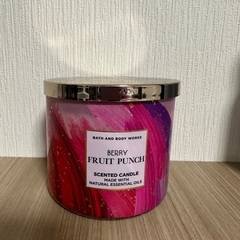 BATH AND BODY WORKS
BERRY
FRUIT PUNCH
SCENTED CANDLE
MADE WITH
NATURAL ESSENTIAL OILS